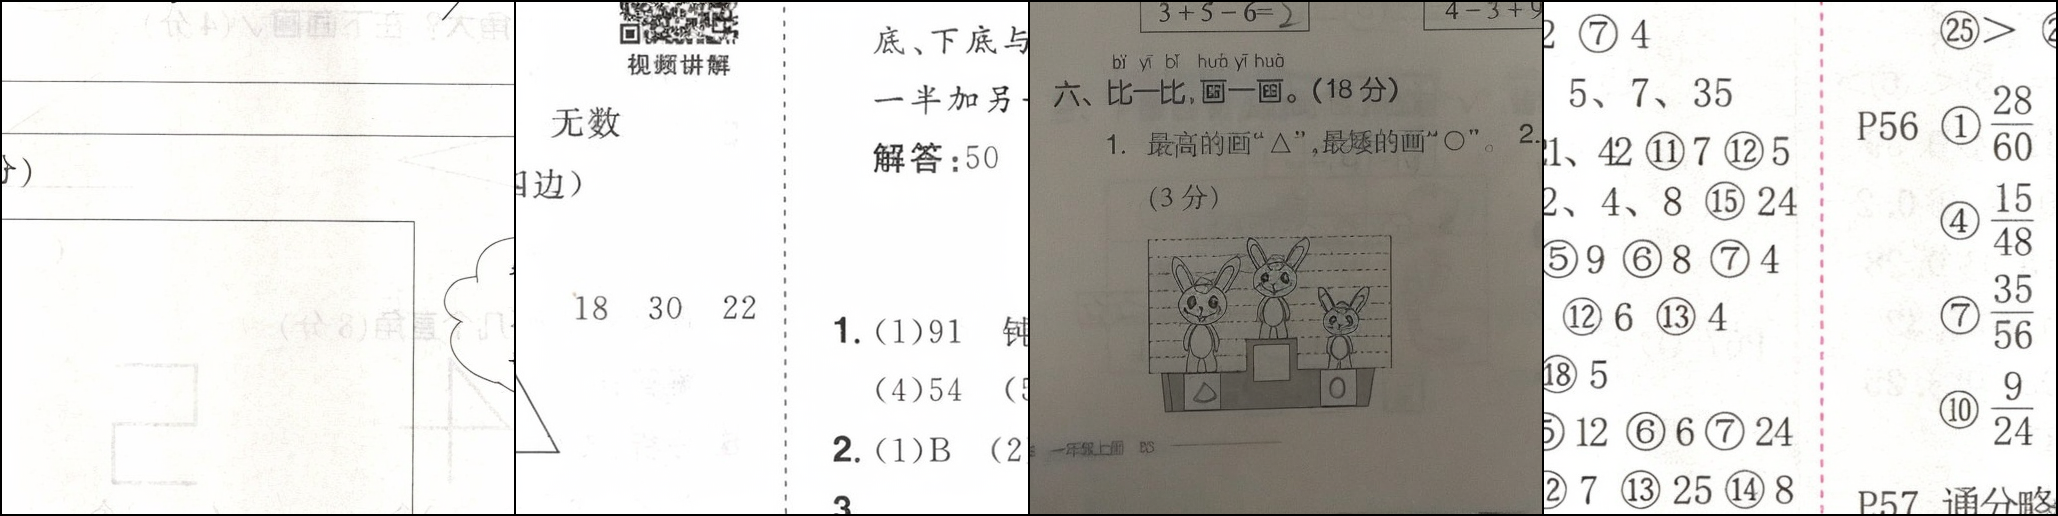 分)
视频讲解
无数
四边)
18 30 22
底、下底与
一半加另
解答:50
1. (1)91 钝
(4)54 (5
2. (1)B (2
3
3+5-6=2
4-3+9
bǐ yī bǐ huà yī huà
六、比一比,画一画。(18分)
1. 最高的画“△”,最矮的画“○”。 2.
(3分)
△ ○
一年级上册 BS
2 ⑦ 4
5、7、35
1、42 ⑪ 7 ⑫ 5
2、4、8 ⑮ 24
⑤ 9 ⑥ 8 ⑦ 4
⑫ 6 ⑬ 4
⑱ 5
⑤ 12 ⑥ 6 ⑦ 24
⑫ 7 ⑬ 25 ⑭ 8
㉕ >
P56 ① 28/60
④ 15/48
⑦ 35/56
⑩ 9/24
P57 通分略